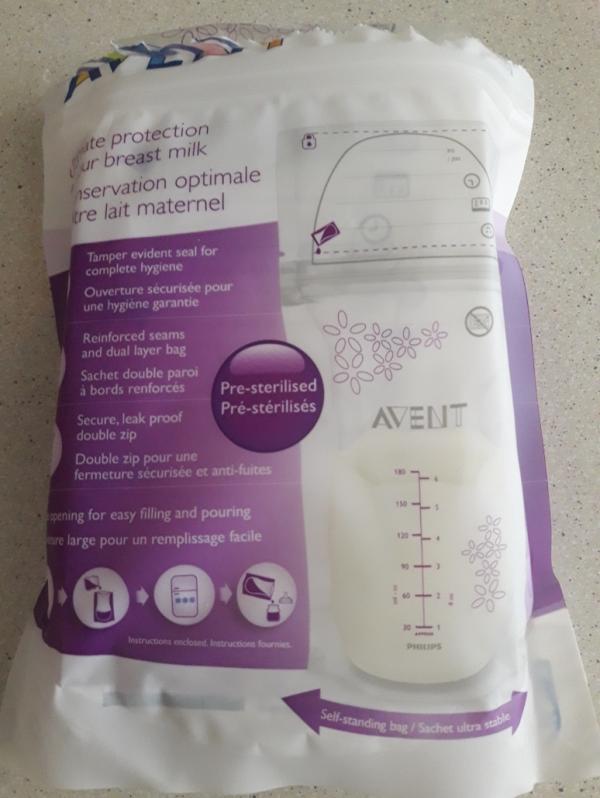 AVENT
protection
breast milk
optimale
lait maternel
Tamper evident seal for
complete hygiene
Ouverture sécurisée pour
une hygiène garantie
Reinforced seams
and dual layer bag
Sachet double paroi
à bords renforcés
Pre-sterilised
Pré-stérilisés
Secure, leak proof
double zip
Double zip pour une
fermeture sécurisée et anti-fuites
opening for easy filling and pouring
large pour un remplissage facile
Instructions enclosed. Instructions fournies.
AVENT
180 6
150 5
120 4
90 3
60 2
30 1
PHILIPS
Self-standing bag / Sachet ultra stable